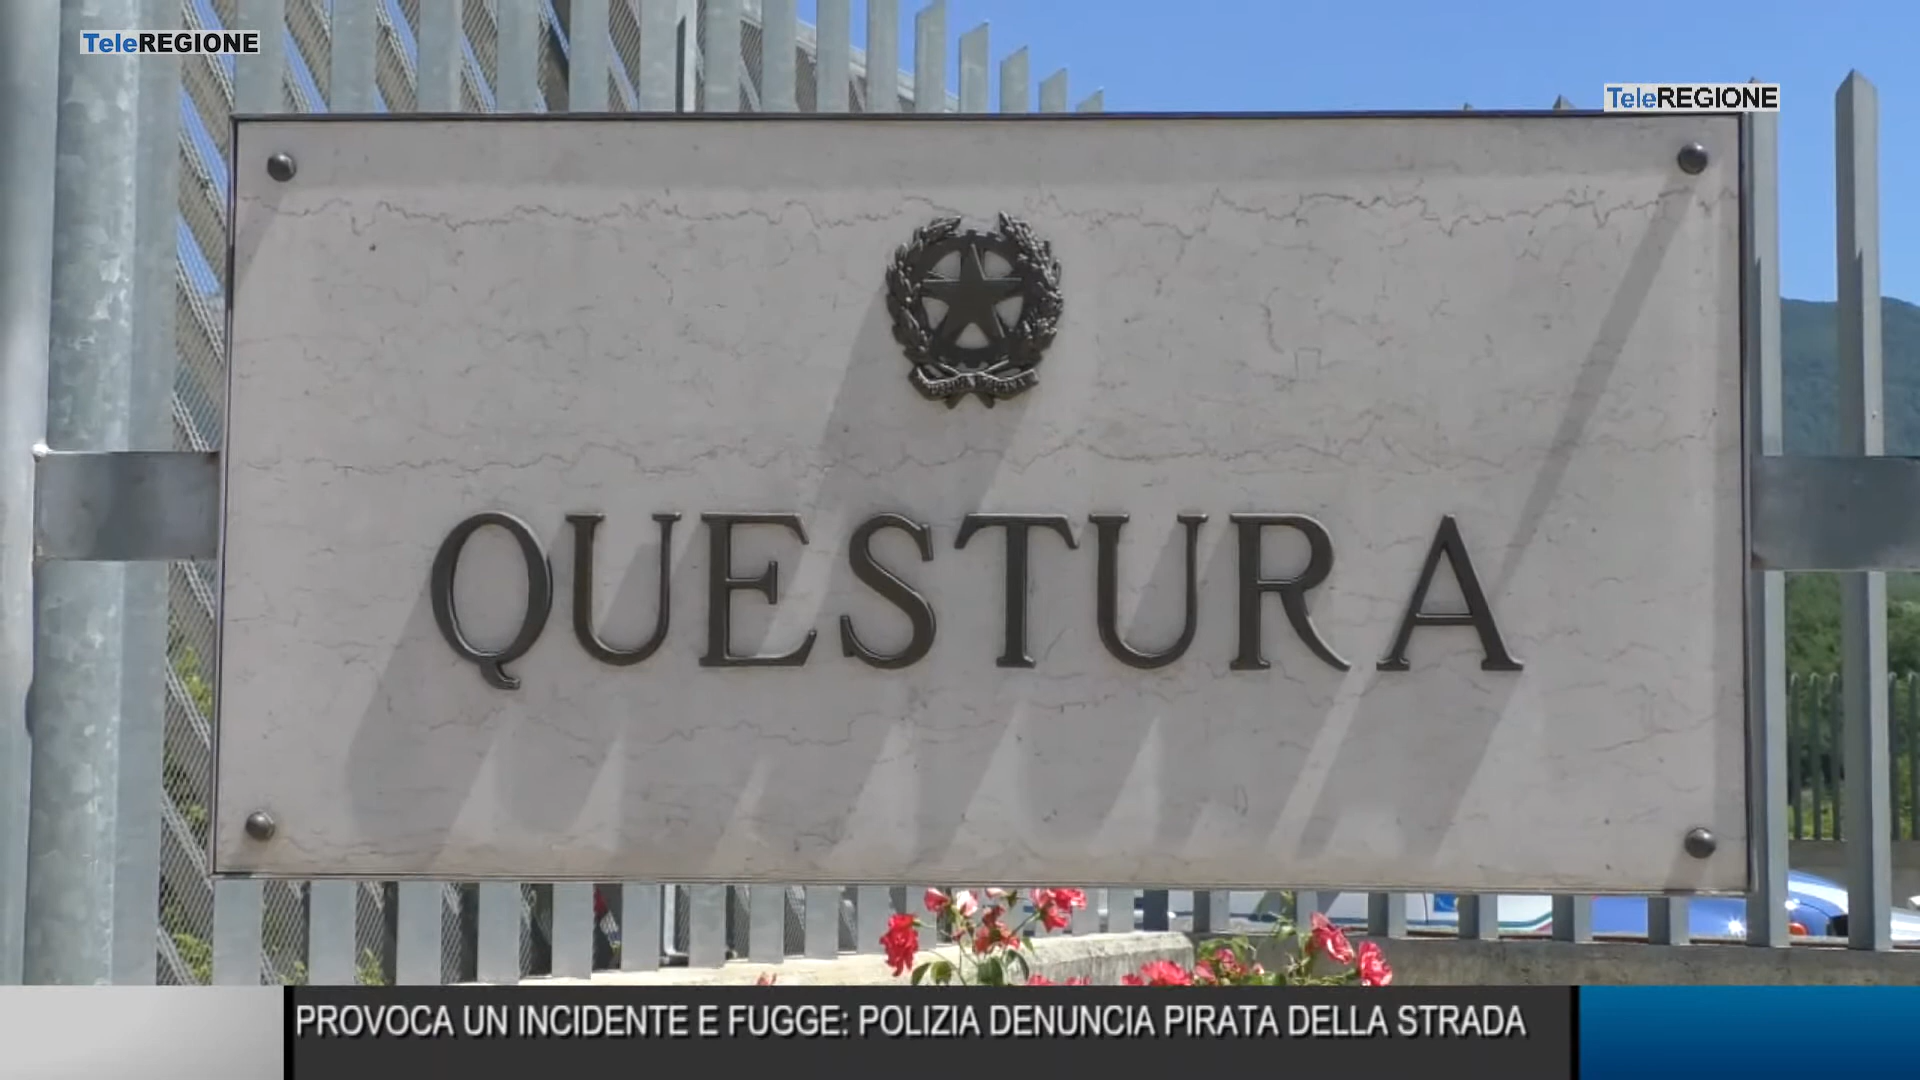 TeleREGIONE
TeleREGIONE
QUESTURA
PROVOCA UN INCIDENTE E FUGGE: POLIZIA DENUNCIA PIRATA DELLA STRADA